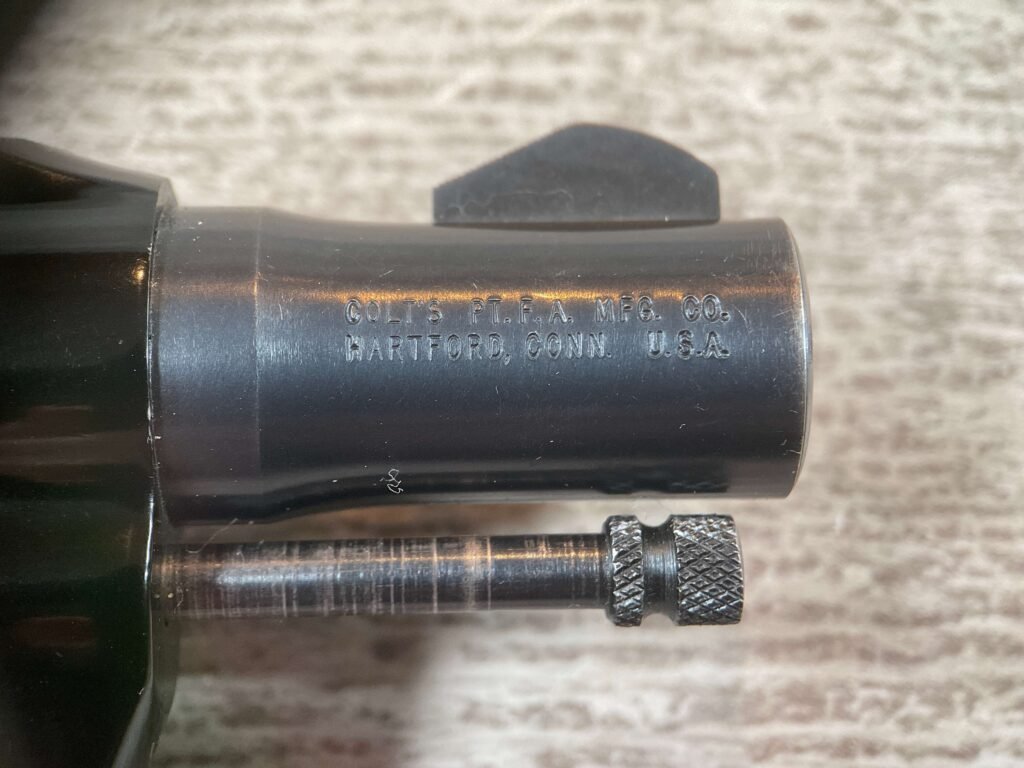 COLT'S PT. F. A. MFG. CO.
HARTFORD, CONN. U.S.A.